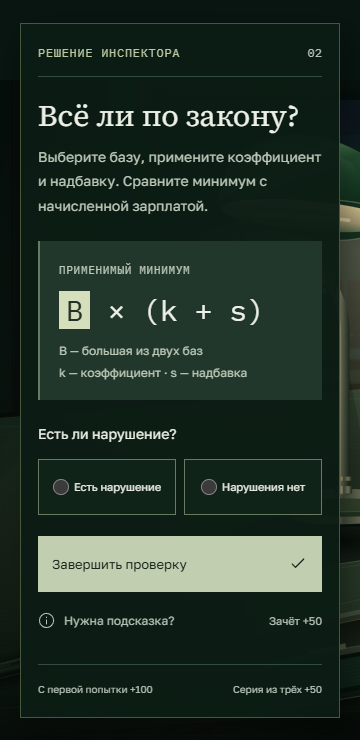 РЕШЕНИЕ ИНСПЕКТОРА 02
Всё ли по закону?
Выберите базу, примените коэффициент
и надбавку. Сравните минимум с
начисленной зарплатой.
ПРИМЕНИМЫЙ МИНИМУМ
B × (k + s)
B — большая из двух баз
k — коэффициент · s — надбавка
Есть ли нарушение?
Есть нарушение Нарушения нет
Завершить проверку
Нужна подсказка? Зачёт +50
С первой попытки +100 Серия из трёх +50